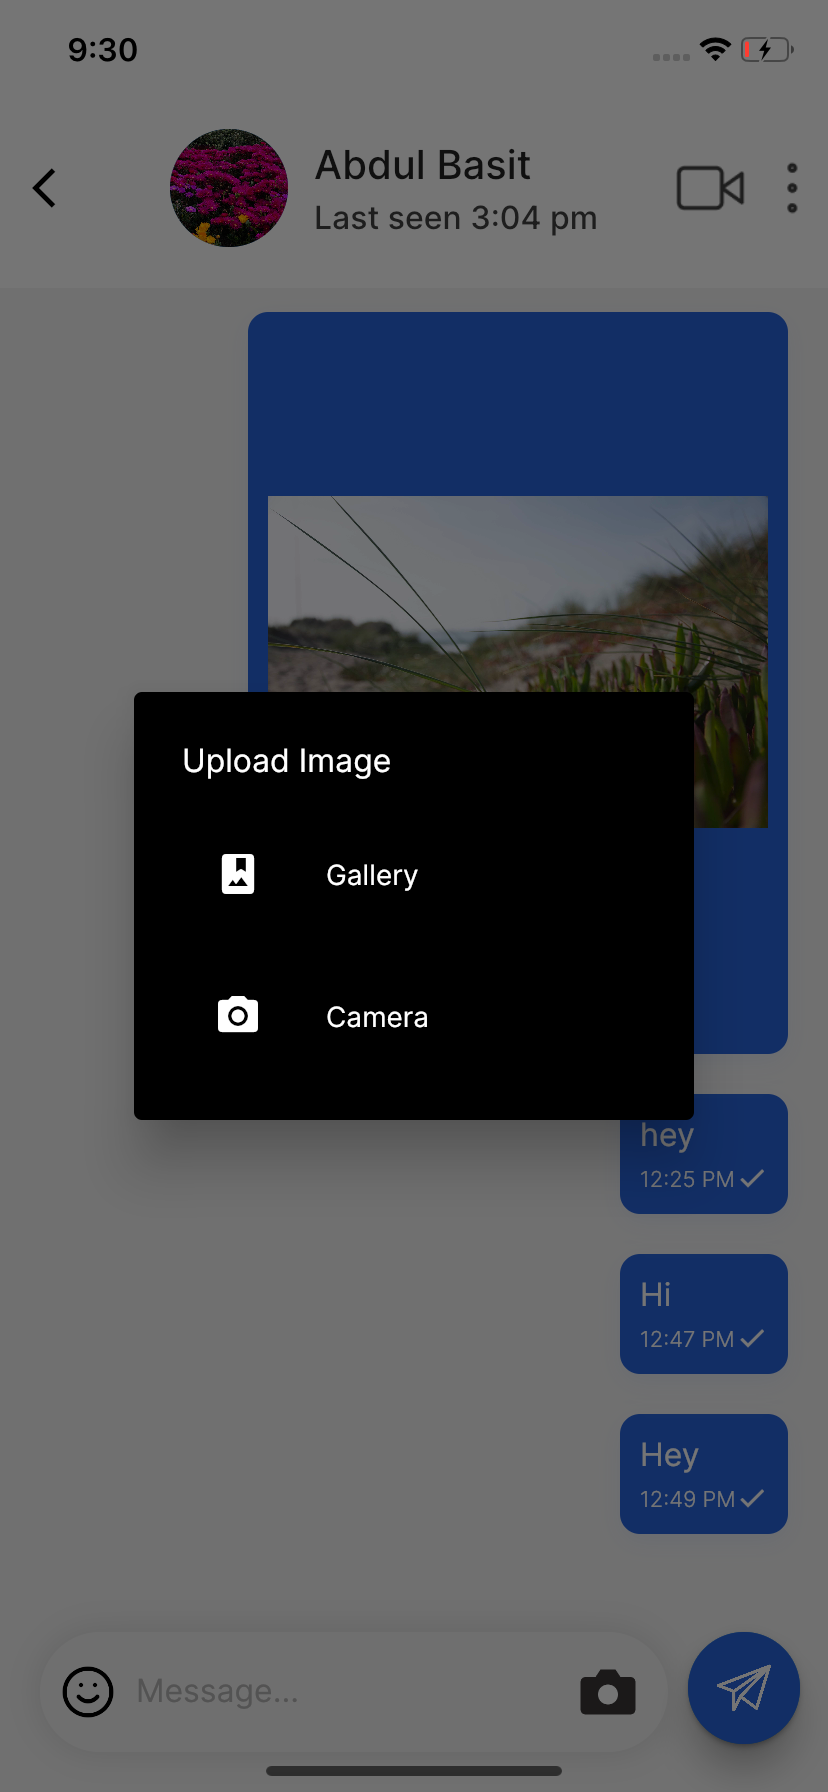 9:30
Abdul Basit
Last seen 3:04 pm
Upload Image
Gallery
Camera
hey
12:25 PM
Hi
12:47 PM
Hey
12:49 PM
Message...